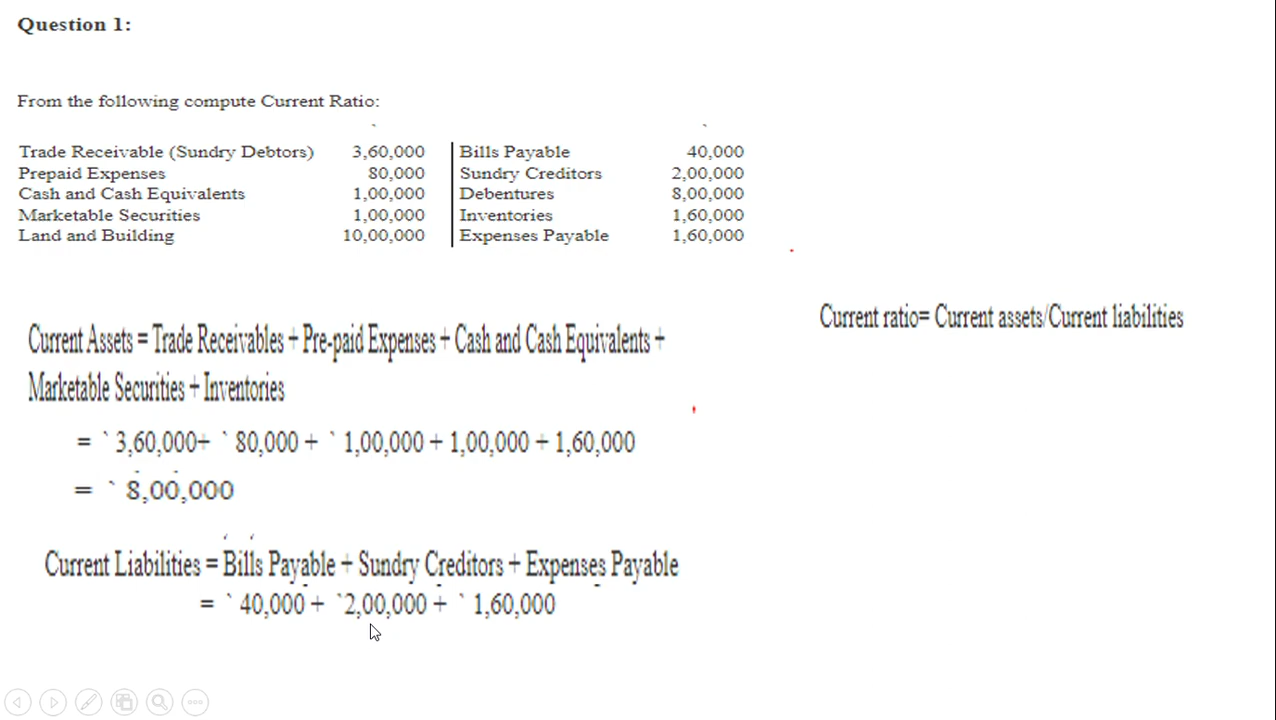 Question 1:
From the following compute Current Ratio:
` `
Trade Receivable (Sundry Debtors) 3,60,000 Bills Payable 40,000
Prepaid Expenses 80,000 Sundry Creditors 2,00,000
Cash and Cash Equivalents 1,00,000 Debentures 8,00,000
Marketable Securities 1,00,000 Inventories 1,60,000
Land and Building 10,00,000 Expenses Payable 1,60,000
Current ratio= Current assets/Current liabilities
Current Assets = Trade Receivables + Pre-paid Expenses + Cash and Cash Equivalents +
Marketable Securities + Inventories
= ` 3,60,000+ ` 80,000 + ` 1,00,000 + 1,00,000 + 1,60,000
= ` 8,00,000
Current Liabilities = Bills Payable + Sundry Creditors + Expenses Payable
= ` 40,000 + `2,00,000 + ` 1,60,000